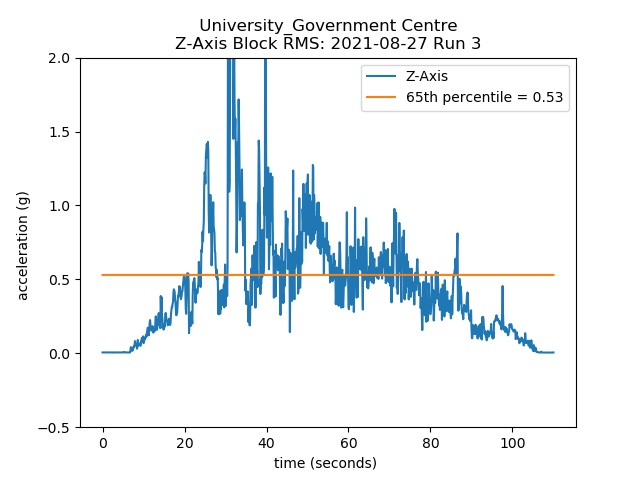 University_Government Centre
Z-Axis Block RMS: 2021-08-27 Run 3
2.0
1.5
1.0
0.5
0.0
−0.5
acceleration (g)
Z-Axis
65th percentile = 0.53
0 20 40 60 80 100
time (seconds)